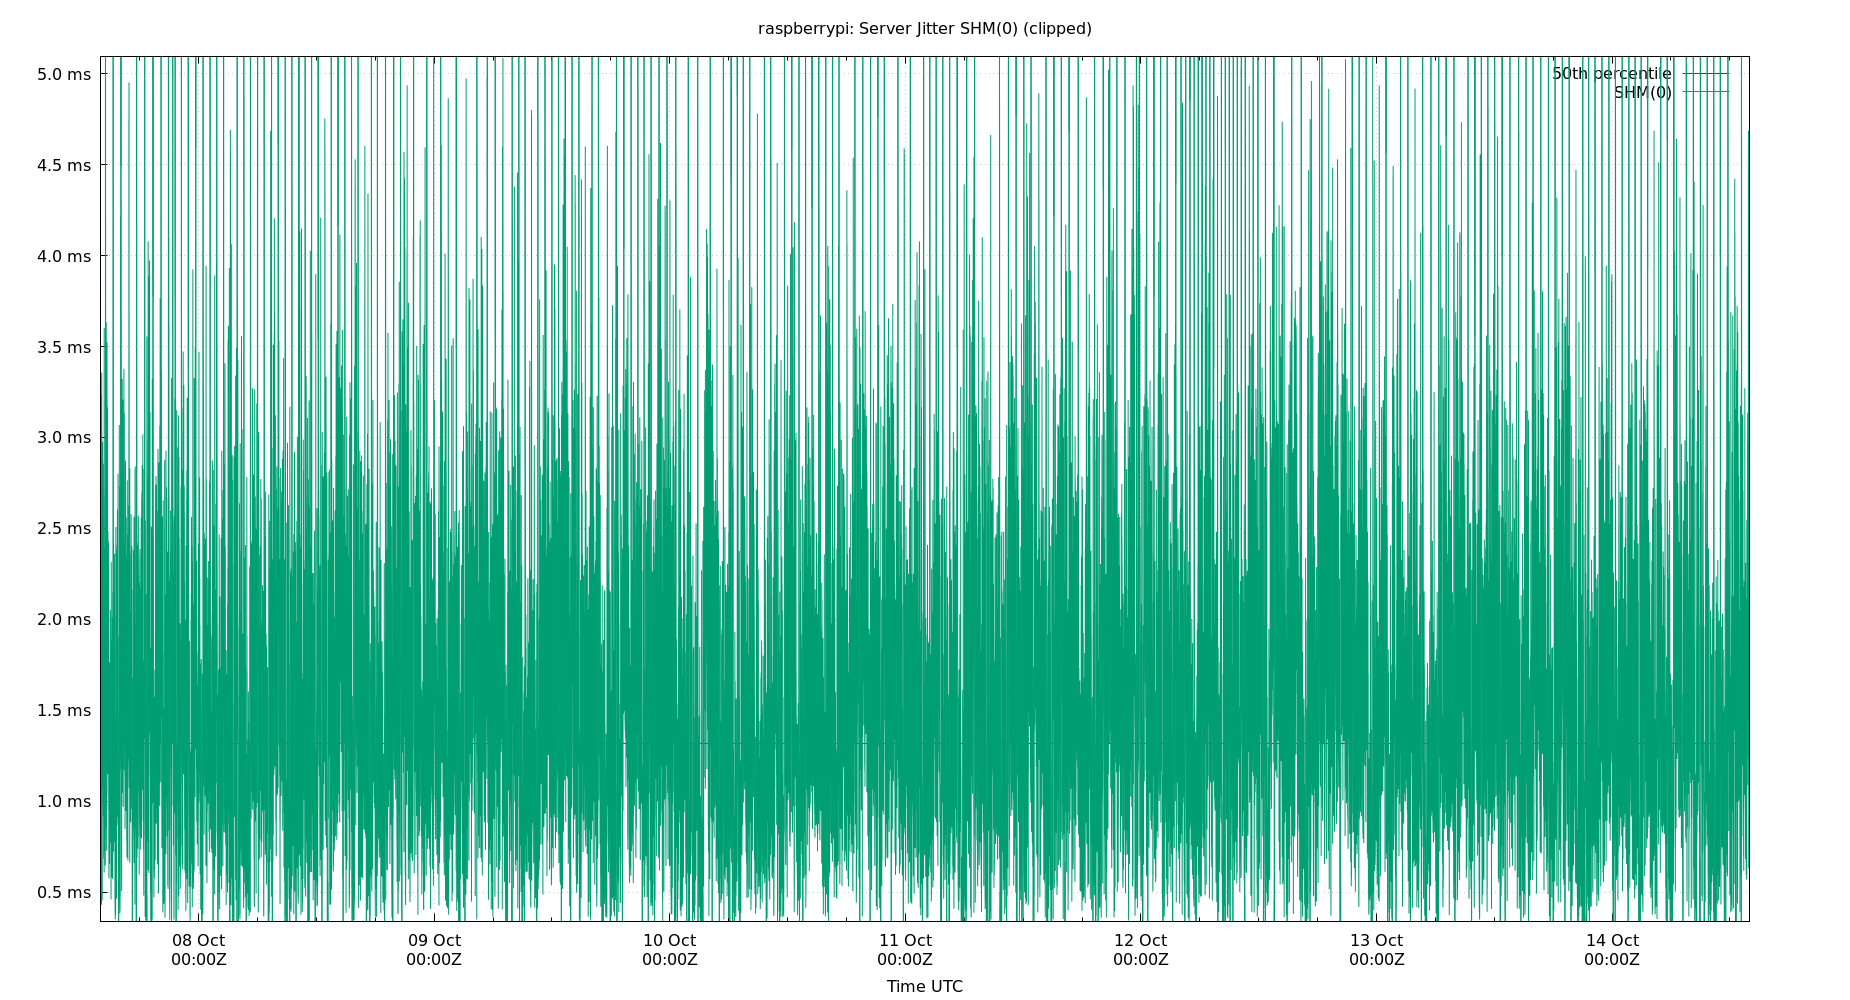 raspberrypi: Server Jitter SHM(0) (clipped)
5.0 ms
4.5 ms
4.0 ms
3.5 ms
3.0 ms
2.5 ms
2.0 ms
1.5 ms
1.0 ms
0.5 ms
50th percentile
SHM(0)
08 Oct 09 Oct 10 Oct 11 Oct 12 Oct 13 Oct 14 Oct
00:00Z 00:00Z 00:00Z 00:00Z 00:00Z 00:00Z 00:00Z
Time UTC